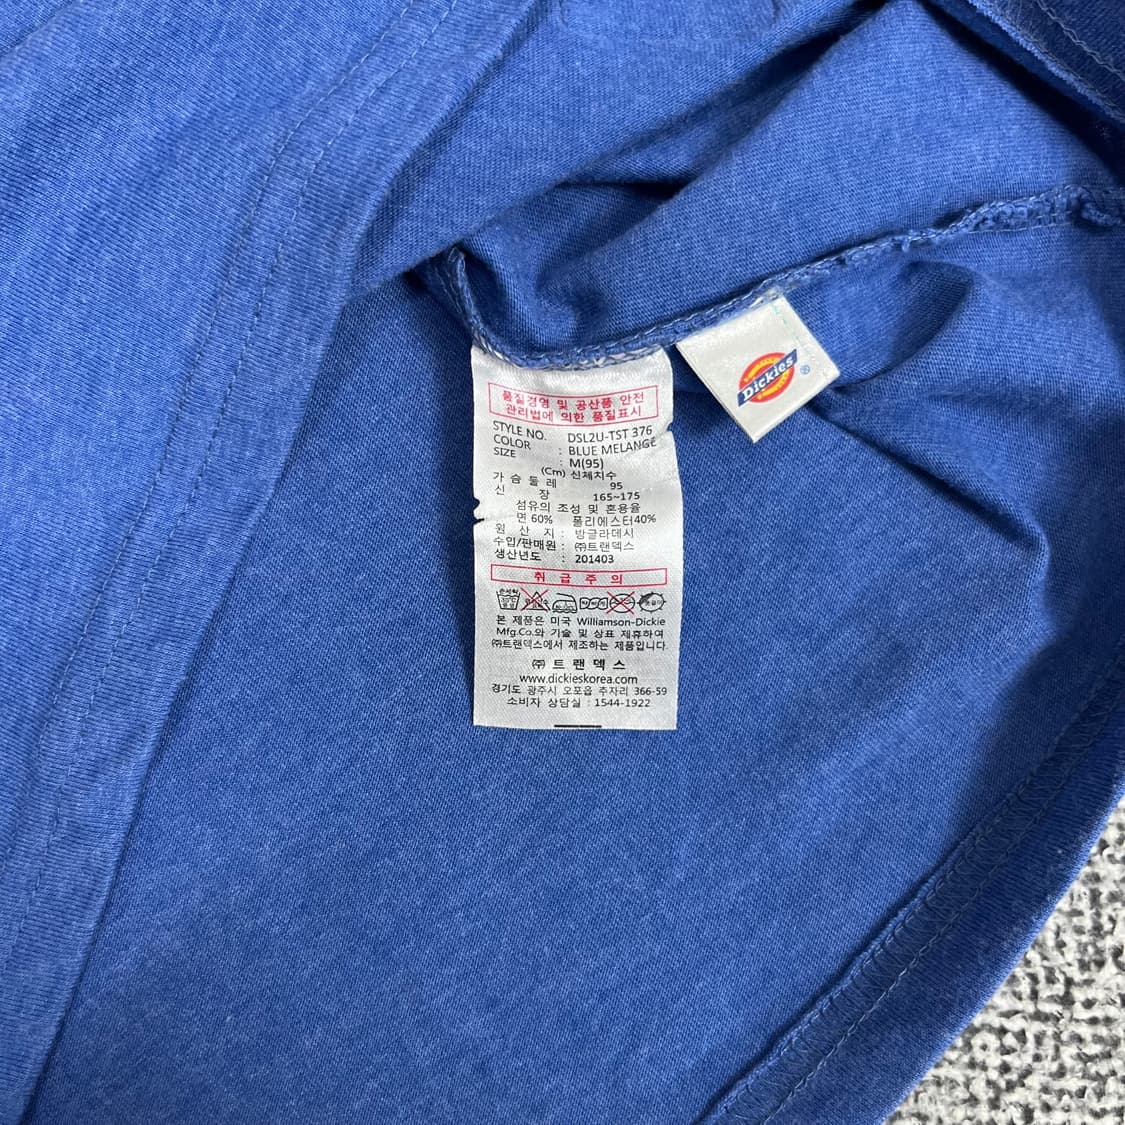 Dickies ®
품질경영 및 공산품 안전
관리법에 의한 품질표시
STYLE NO. DSL2U-TST 376
COLOR : BLUE MELANGE
SIZE : M(95)
(Cm) 신체치수
가 슴 둘 레 95
신 장 165~175
섬유의 조성 및 혼용율
면 60% 폴리에스터40%
원 산 지 : 방글라데시
수입/판매원 : ㈜트랜덱스
생산년도 : 201403
취 급 주 의
본 제품은 미국 Williamson-Dickie
Mfg.Co.와 기술 및 상표 제휴하여
㈜트랜덱스에서 제조하는 제품입니다.
㈜ 트 랜 덱 스
www.dickieskorea.com
경기도 광주시 오포읍 추자리 366-59
소비자 상담실 : 1544-1922